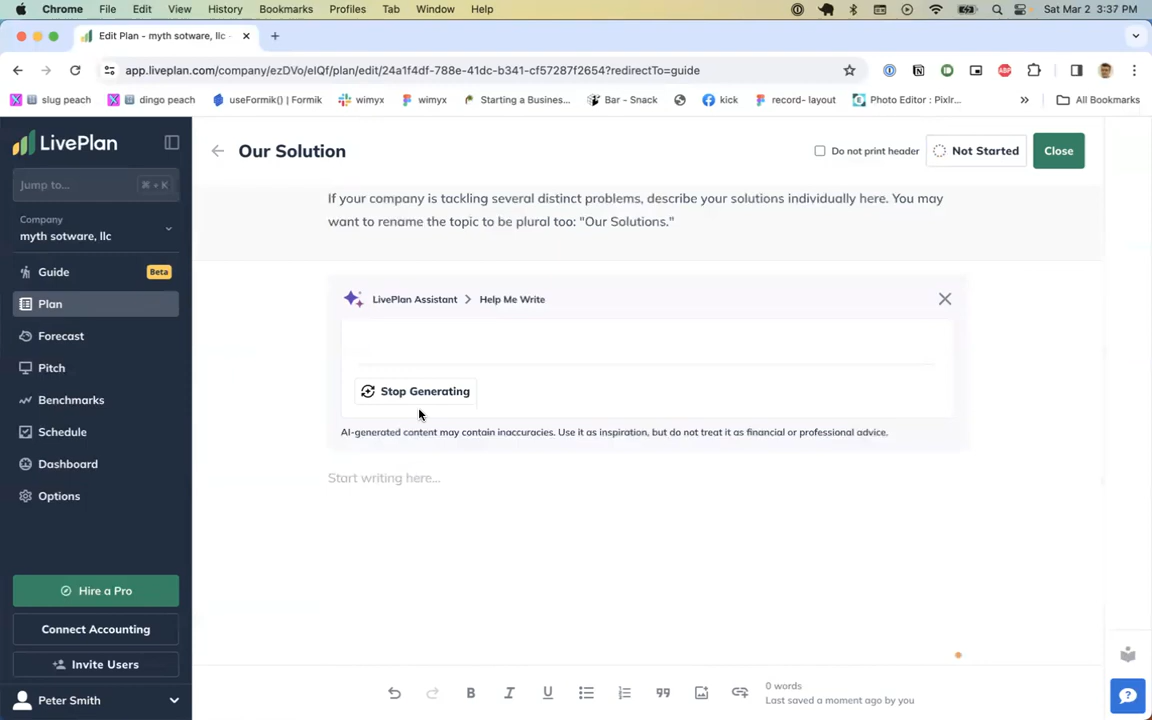 Chrome File Edit View History Bookmarks Profiles Tab Window Help
Sat Mar 2 3:37 PM
Edit Plan - myth sotware, llc -
app.liveplan.com/company/ezDVo/elQf/plan/edit/24a1f4df-788e-41dc-b341-cf57287f2654?redirectTo=guide
slug peach
dingo peach
useFormik() | Formik
wimyx
wimyx
Starting a Busines...
Bar - Snack
kick
record- layout
Photo Editor : Pixlr...
All Bookmarks
LivePlan
Jump to...
⌘ + K
Company
myth sotware, llc
Guide
Beta
Plan
Forecast
Pitch
Benchmarks
Schedule
Dashboard
Options
Hire a Pro
Connect Accounting
Invite Users
Peter Smith
Our Solution
Do not print header
Not Started
Close
If your company is tackling several distinct problems, describe your solutions individually here. You may
want to rename the topic to be plural too: "Our Solutions."
LivePlan Assistant > Help Me Write
Stop Generating
AI-generated content may contain inaccuracies. Use it as inspiration, but do not treat it as financial or professional advice.
Start writing here...
B I U
0 words
Last saved a moment ago by you